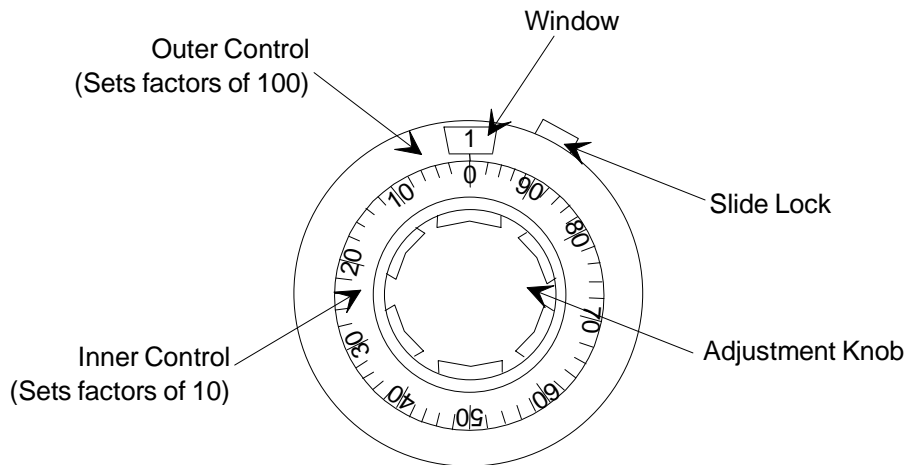 Window
Outer Control
(Sets factors of 100)
1
0
90
80
70
60
50
40
30
20
10
Slide Lock
Inner Control
(Sets factors of 10)
Adjustment Knob